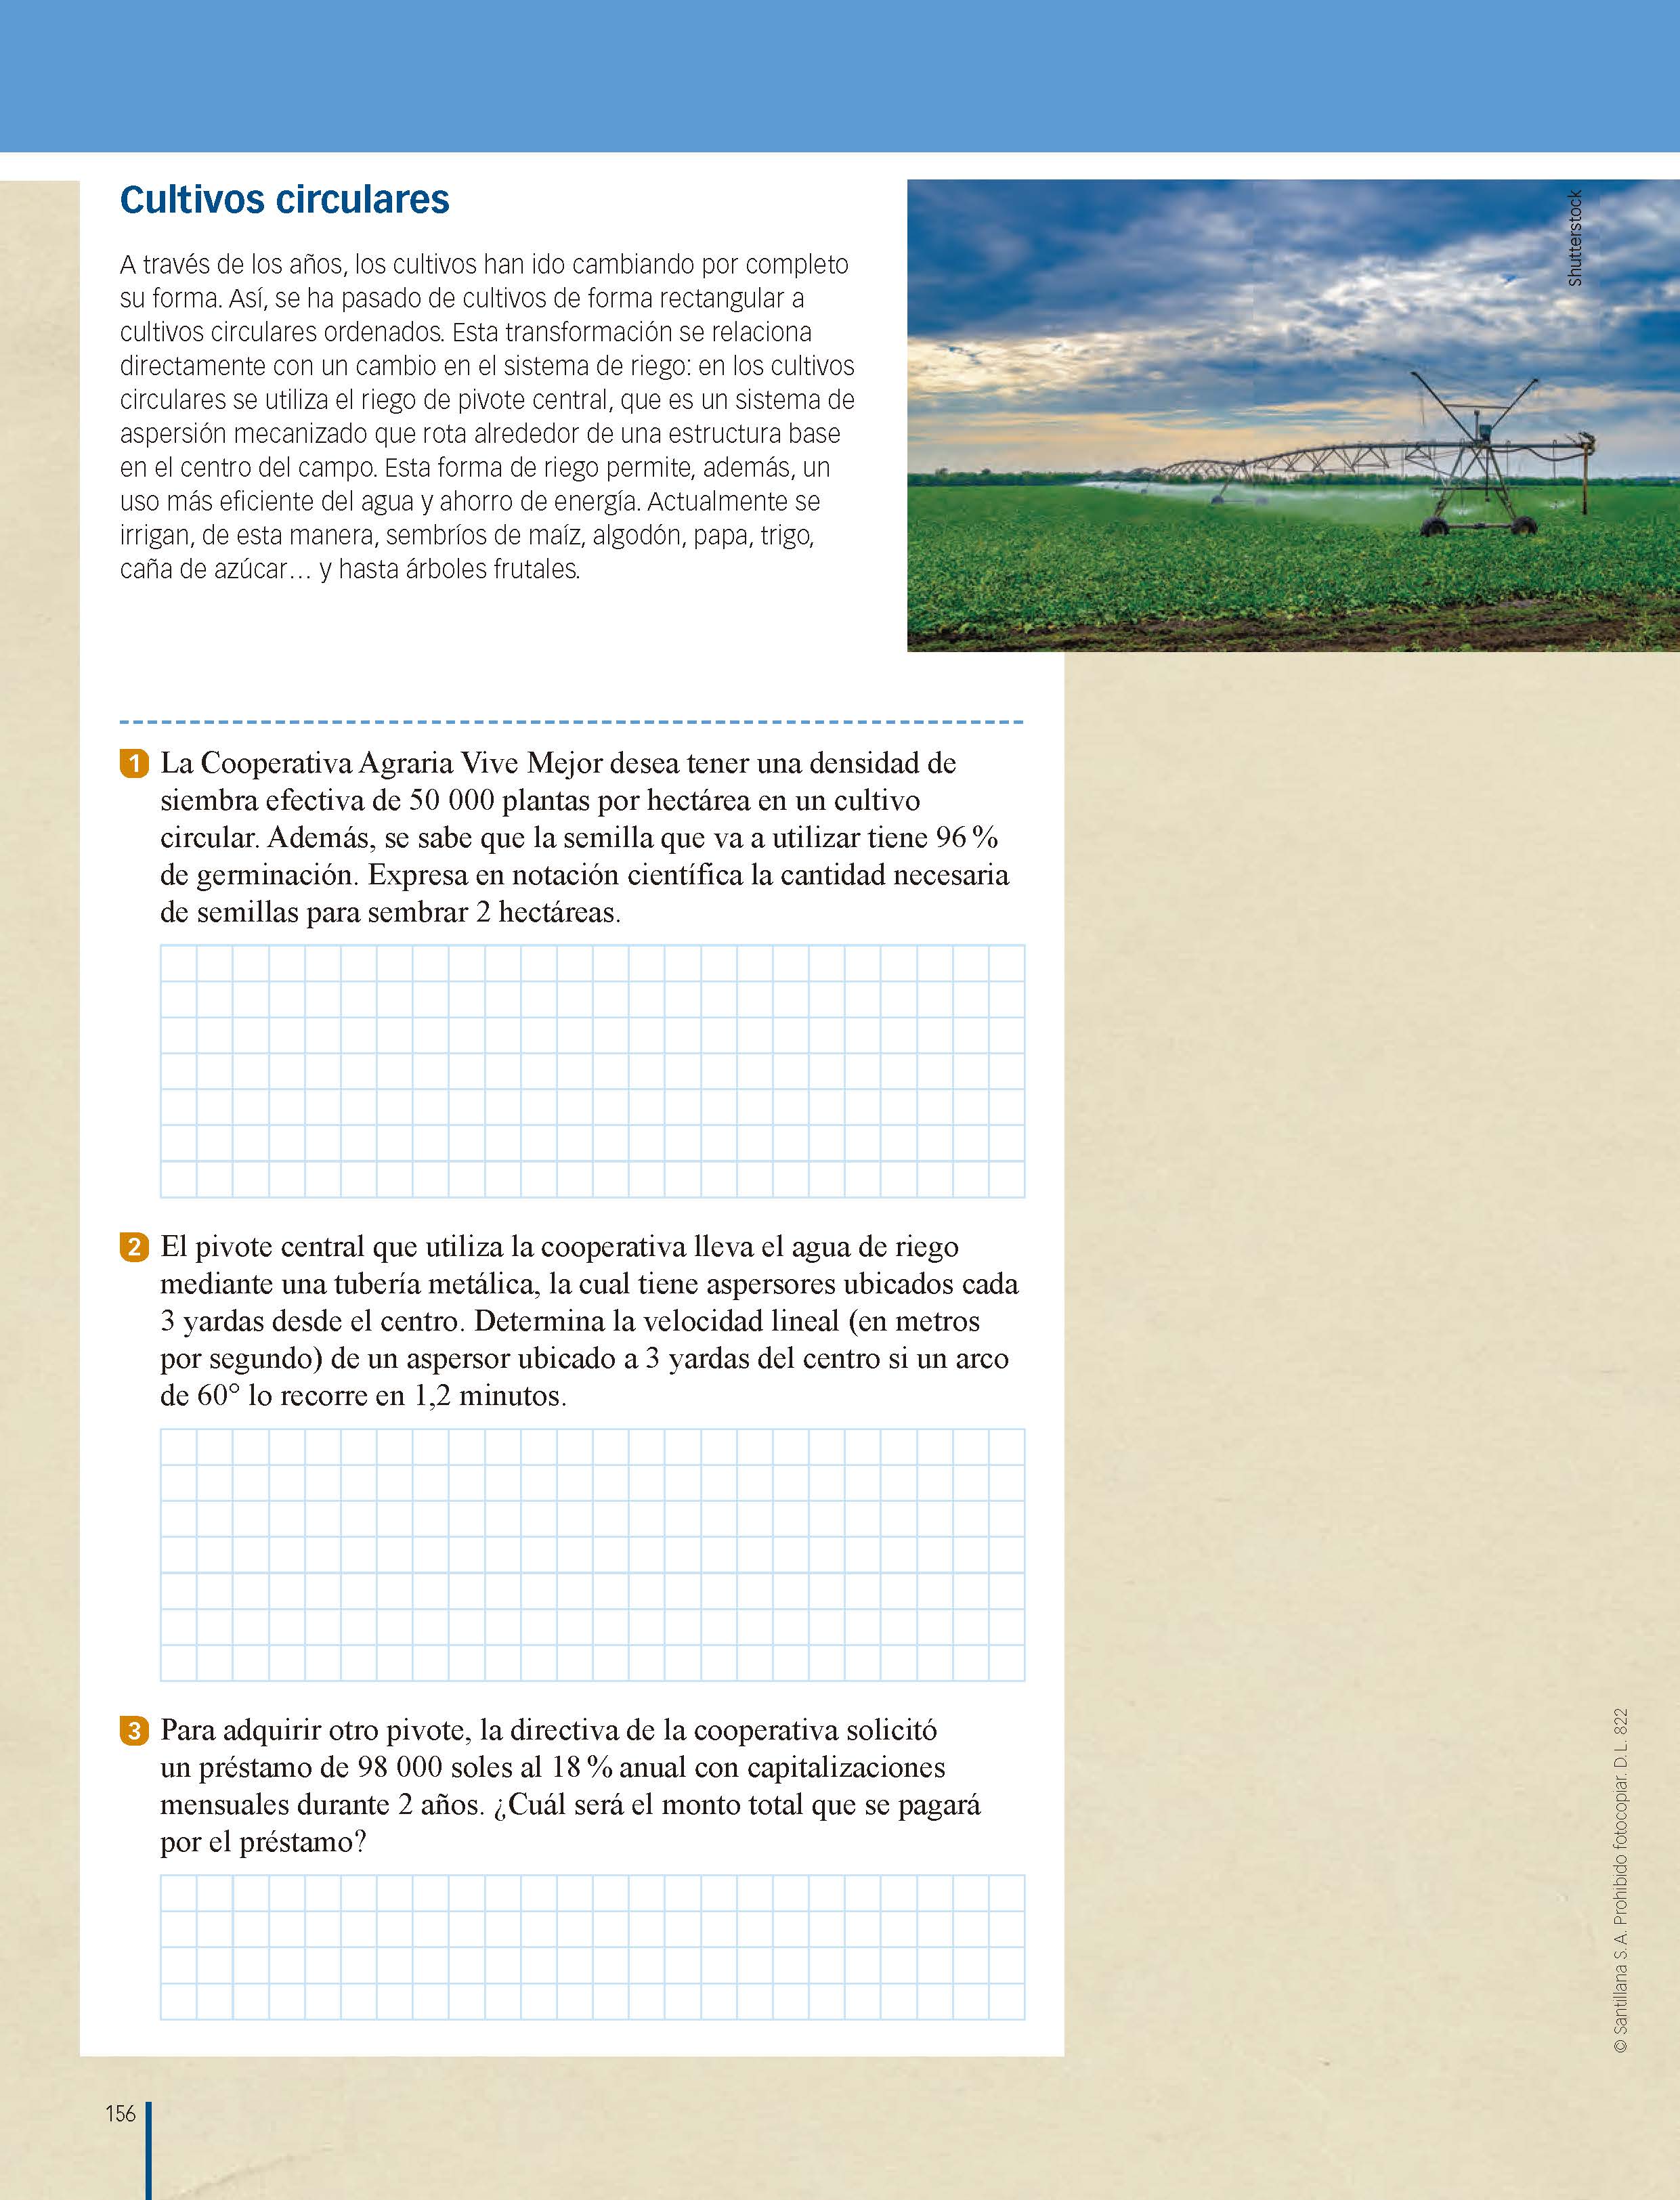 Cultivos circulares
A través de los años, los cultivos han ido cambiando por completo
su forma. Así, se ha pasado de cultivos de forma rectangular a
cultivos circulares ordenados. Esta transformación se relaciona
directamente con un cambio en el sistema de riego: en los cultivos
circulares se utiliza el riego de pivote central, que es un sistema de
aspersión mecanizado que rota alrededor de una estructura base
en el centro del campo. Esta forma de riego permite, además, un
uso más eficiente del agua y ahorro de energía. Actualmente se
irrigan, de esta manera, sembríos de maíz, algodón, papa, trigo,
caña de azúcar… y hasta árboles frutales.
Shutterstock
1 La Cooperativa Agraria Vive Mejor desea tener una densidad de
siembra efectiva de 50 000 plantas por hectárea en un cultivo
circular. Además, se sabe que la semilla que va a utilizar tiene 96 %
de germinación. Expresa en notación científica la cantidad necesaria
de semillas para sembrar 2 hectáreas.
2 El pivote central que utiliza la cooperativa lleva el agua de riego
mediante una tubería metálica, la cual tiene aspersores ubicados cada
3 yardas desde el centro. Determina la velocidad lineal (en metros
por segundo) de un aspersor ubicado a 3 yardas del centro si un arco
de 60° lo recorre en 1,2 minutos.
3 Para adquirir otro pivote, la directiva de la cooperativa solicitó
un préstamo de 98 000 soles al 18 % anual con capitalizaciones
mensuales durante 2 años. ¿Cuál será el monto total que se pagará
por el préstamo?
© Santillana S. A. Prohibido fotocopiar. D. L. 822
156